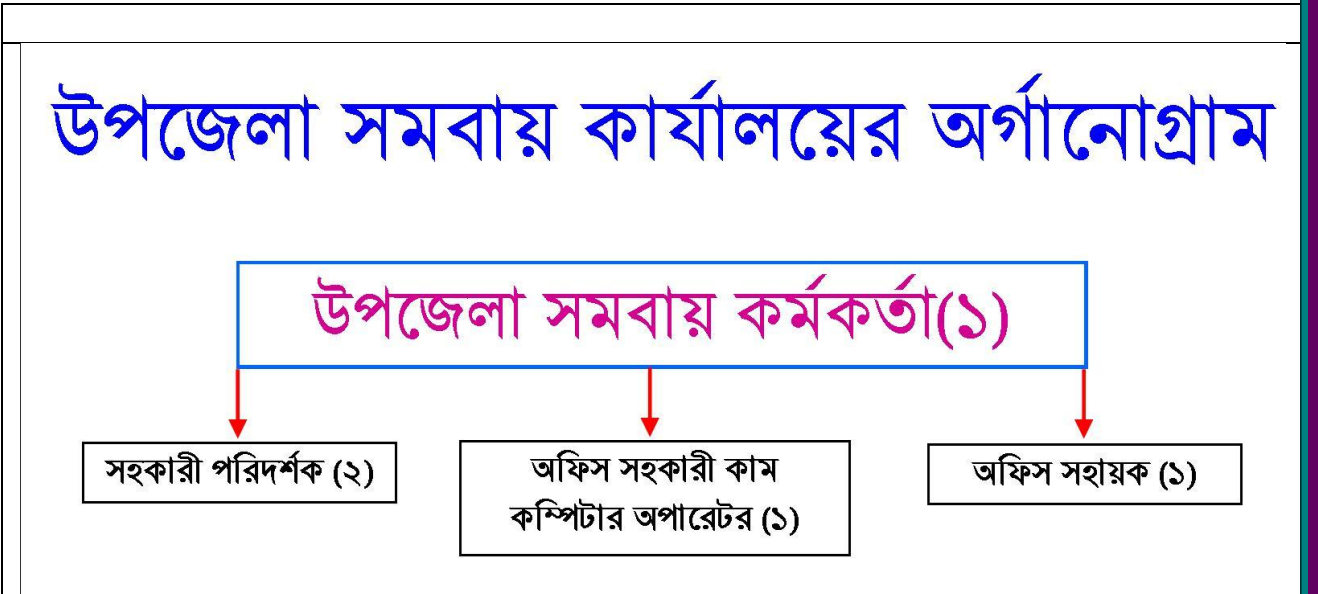 উপজেলা সমবায় কার্যালয়ের অর্গানোগ্রাম
উপজেলা সমবায় কর্মকর্তা(১)
সহকারী পরিদর্শক (২)
অফিস সহকারী কাম
কম্পিটার অপারেটর (১)
অফিস সহায়ক (১)